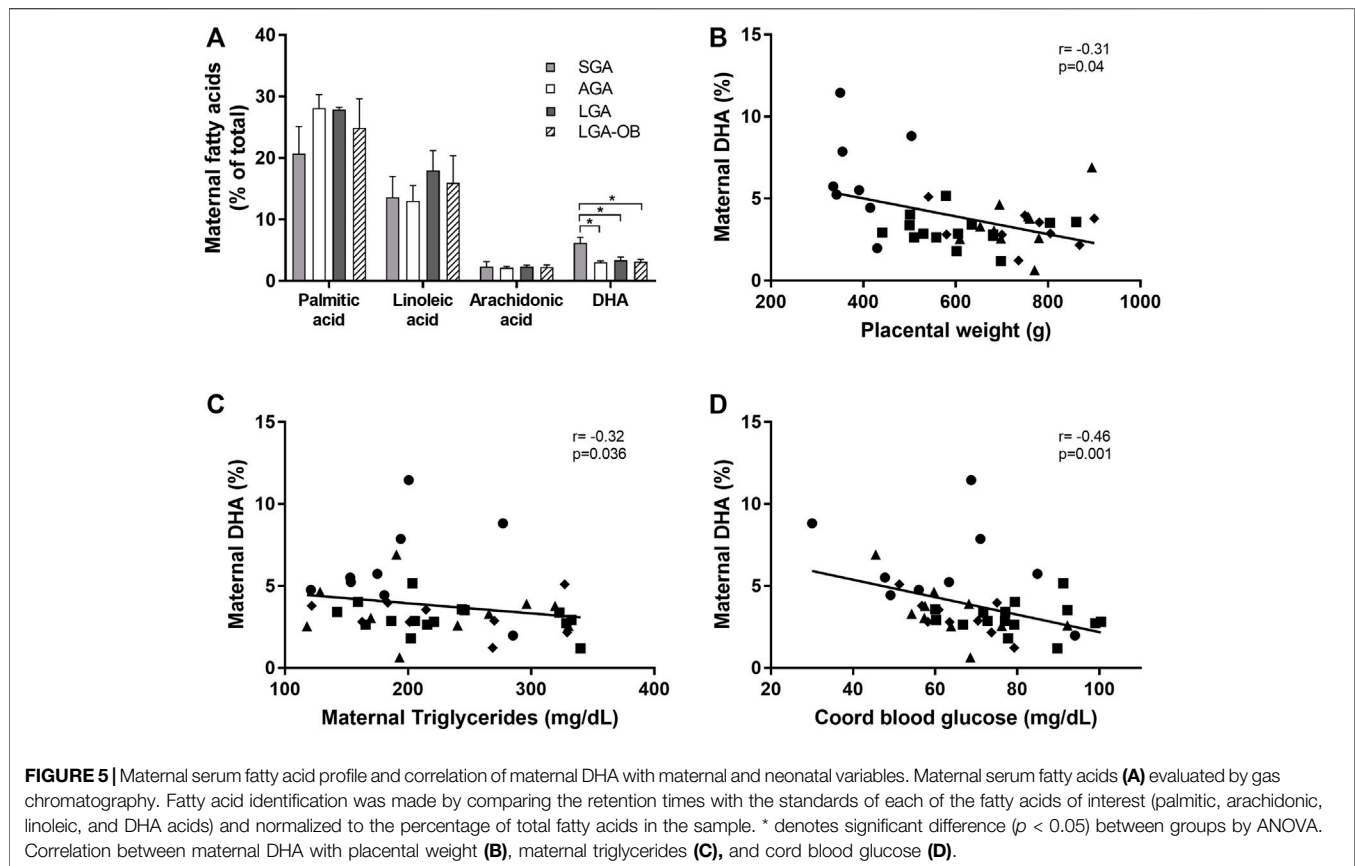 A
Maternal fatty acids
(% of total)
40
30
20
10
0
SGA
AGA
LGA
LGA-OB
*
*
*
Palmitic
acid
Linoleic
acid
Arachidonic
acid
DHA
B
Maternal DHA (%)
15
10
5
0
r= -0.31
p=0.04
200
400
600
800
1000
Placental weight (g)
C
Maternal DHA (%)
15
10
5
0
r= -0.32
p=0.036
100
200
300
400
Maternal Triglycerides (mg/dL)
D
Maternal DHA (%)
15
10
5
0
r= -0.46
p=0.001
20
40
60
80
100
Coord blood glucose (mg/dL)
FIGURE 5 | Maternal serum fatty acid profile and correlation of maternal DHA with maternal and neonatal variables. Maternal serum fatty acids (A) evaluated by gas
chromatography. Fatty acid identification was made by comparing the retention times with the standards of each of the fatty acids of interest (palmitic, arachidonic,
linoleic, and DHA acids) and normalized to the percentage of total fatty acids in the sample. * denotes significant difference (p < 0.05) between groups by ANOVA.
Correlation between maternal DHA with placental weight (B), maternal triglycerides (C), and cord blood glucose (D).